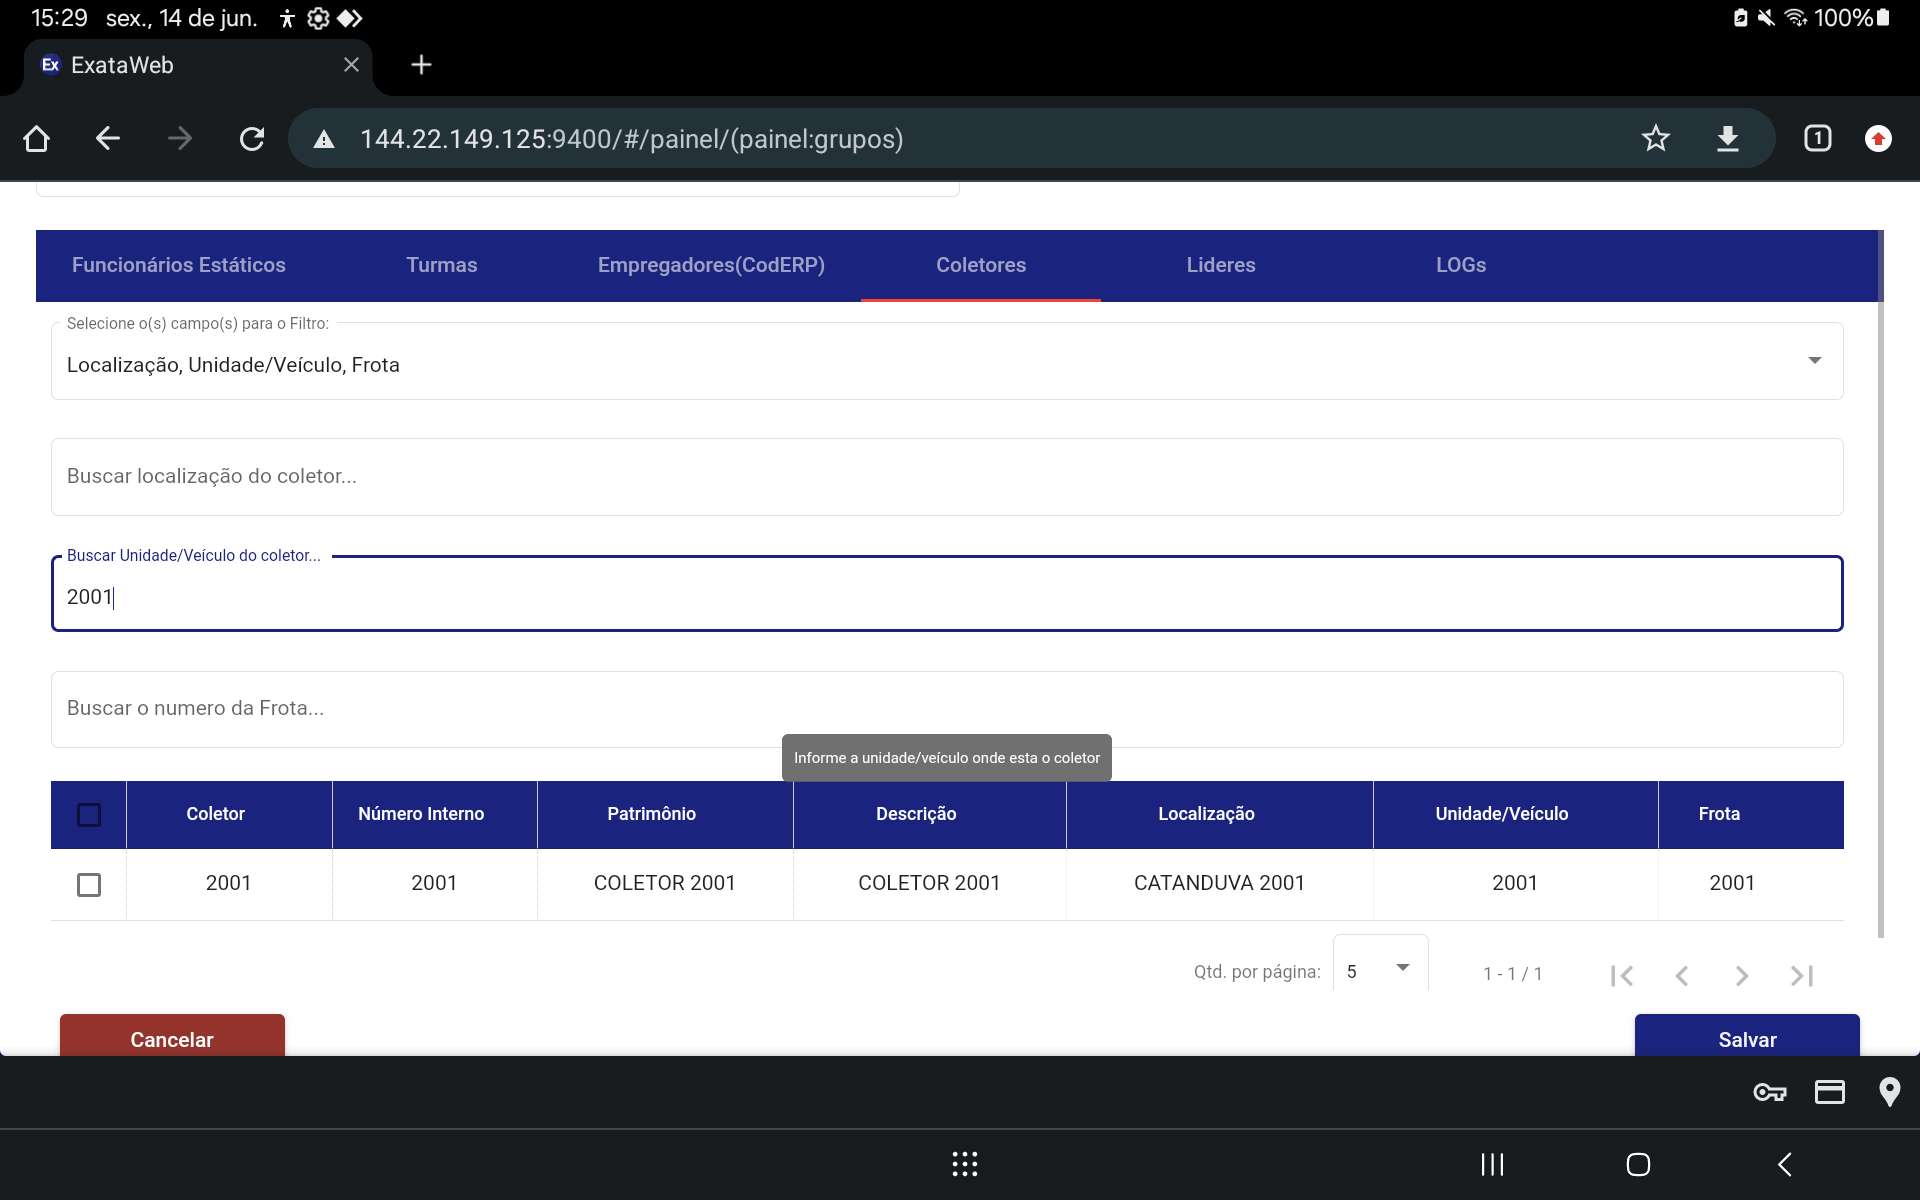 15:29 sex., 14 de jun. 100%
Ex ExataWeb
144.22.149.125:9400/#/painel/(painel:grupos) 1
Funcionários Estáticos Turmas Empregadores(CodERP) Coletores Lideres LOGs
Selecione o(s) campo(s) para o Filtro:
Localização, Unidade/Veículo, Frota
Buscar localização do coletor...
Buscar Unidade/Veículo do coletor...
2001
Buscar o numero da Frota...
Informe a unidade/veículo onde esta o coletor
Coletor Número Interno Patrimônio Descrição Localização Unidade/Veículo Frota
2001 2001 COLETOR 2001 COLETOR 2001 CATANDUVA 2001 2001 2001
Qtd. por página: 5 1 - 1 / 1
Cancelar Salvar